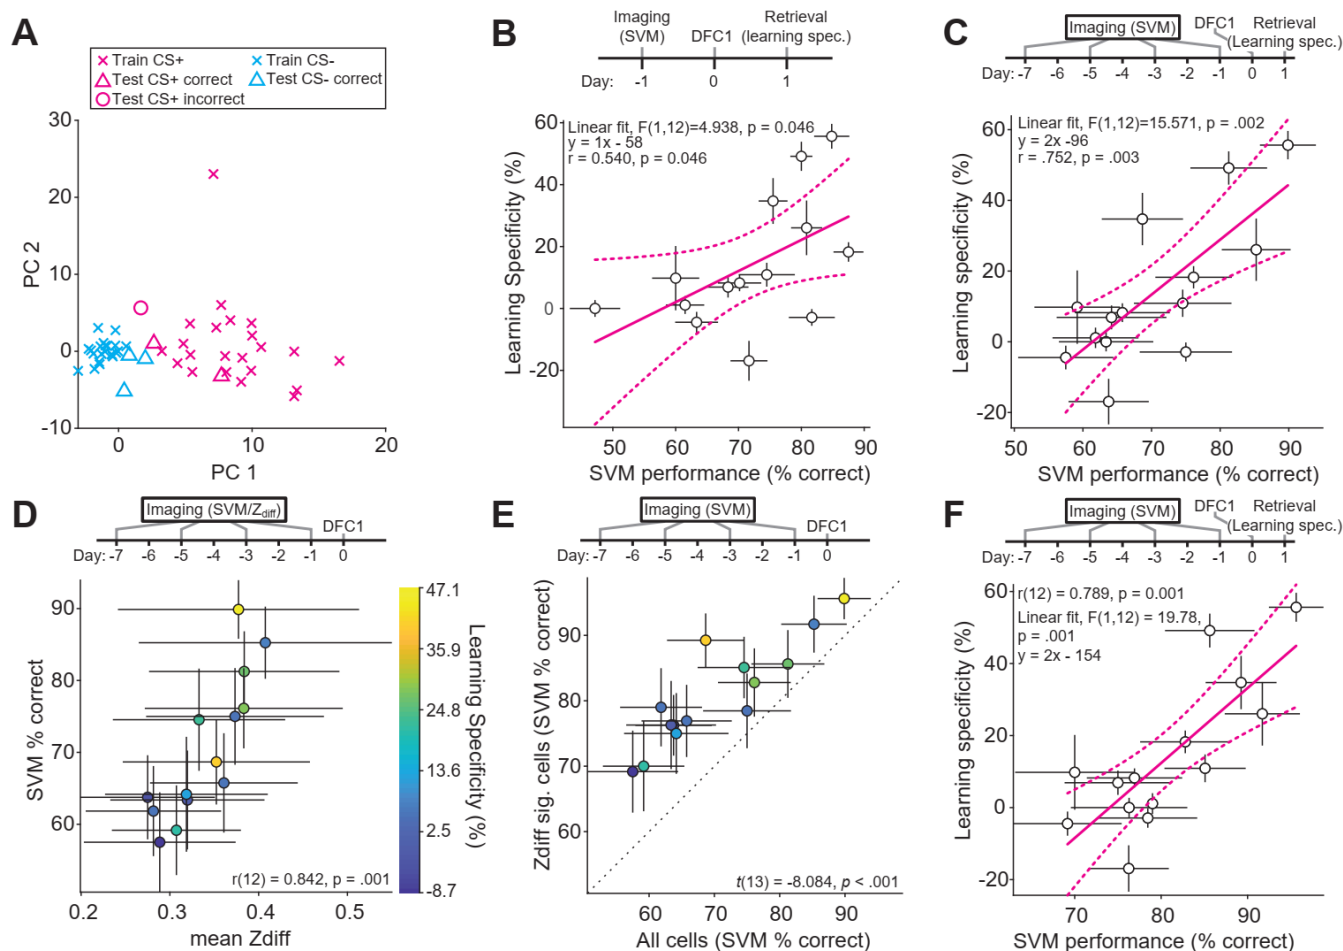 A
Train CS+
Train CS-
Test CS+ correct
Test CS- correct
Test CS+ incorrect
30
20
10
0
-10
PC 2
0
10
20
PC 1
B
Imaging (SVM)
DFC1
Retrieval (learning spec.)
Day:
-1
0
1
Linear fit, F(1,12)=4.938, p = 0.046
y = 1x - 58
r = 0.540, p = 0.046
60
40
20
0
-20
Learning Specificity (%)
50
60
70
80
90
SVM performance (% correct)
C
Imaging (SVM)
DFC1
Retrieval (Learning spec.)
Day:
-7
-6
-5
-4
-3
-2
-1
0
1
Linear fit, F(1,12)=15.571, p = .002
y = 2x -96
r = .752, p = .003
60
40
20
0
-20
Learning specificity (%)
50
60
70
80
90
SVM performance (% correct)
D
Imaging (SVM/Zdiff)
DFC1
Day:
-7
-6
-5
-4
-3
-2
-1
0
90
80
70
60
SVM % correct
r(12) = 0.842, p = .001
0.2
0.3
0.4
0.5
mean Zdiff
47.1
35.9
24.8
13.6
2.5
-8.7
Learning Specificity (%)
E
Imaging (SVM)
DFC1
Day:
-7
-6
-5
-4
-3
-2
-1
0
90
80
70
60
Zdiff sig. cells (SVM % correct)
t(13) = -8.084, p < .001
60
70
80
90
All cells (SVM % correct)
F
Imaging (SVM)
DFC1
Retrieval (Learning spec.)
Day:
-7
-6
-5
-4
-3
-2
-1
0
1
r(12) = 0.789, p = 0.001
Linear fit, F(1,12) = 19.78,
p = .001
y = 2x - 154
60
40
20
0
-20
Learning specificity (%)
70
80
90
SVM performance (% correct)